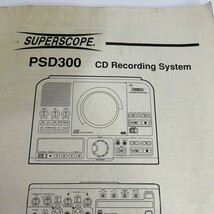 SUPERSCOPE.
PSD300 CD Recording System